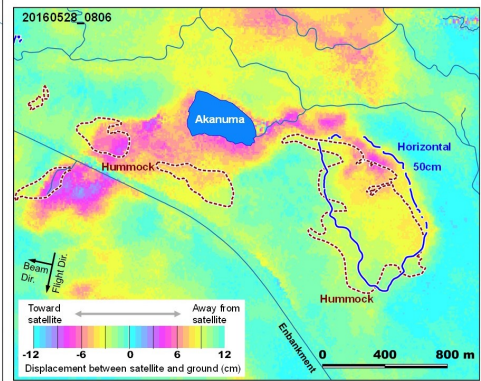 20160528_0806
Akanuma
Horizontal
50cm
Hummock
Beam
Dir.
Flight Dir.
Hummock
Toward
satellite
Away from
satellite
-12 -6 0 6 12
Displacement between satellite and ground (cm)
Enbankment
0 400 800 m